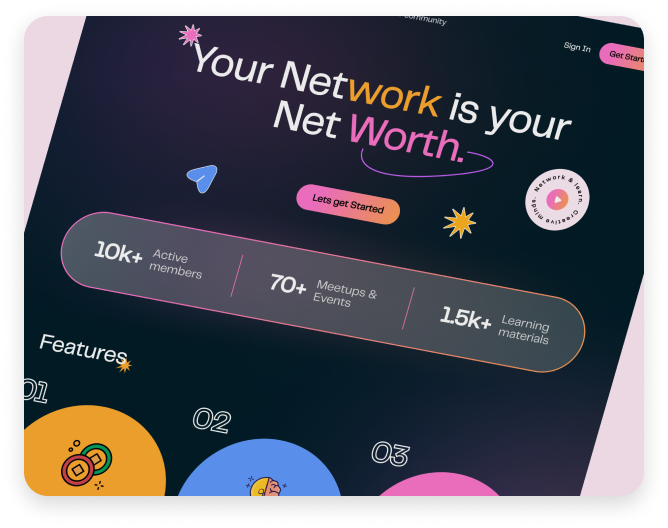 community
Sign In
Get Start
Your Network is your
Net Worth.
Lets get Started
Network & learn. Creative minds.
10k+ Active
members
70+ Meetups &
Events
1.5k+ Learning
materials
Features
01
02
03